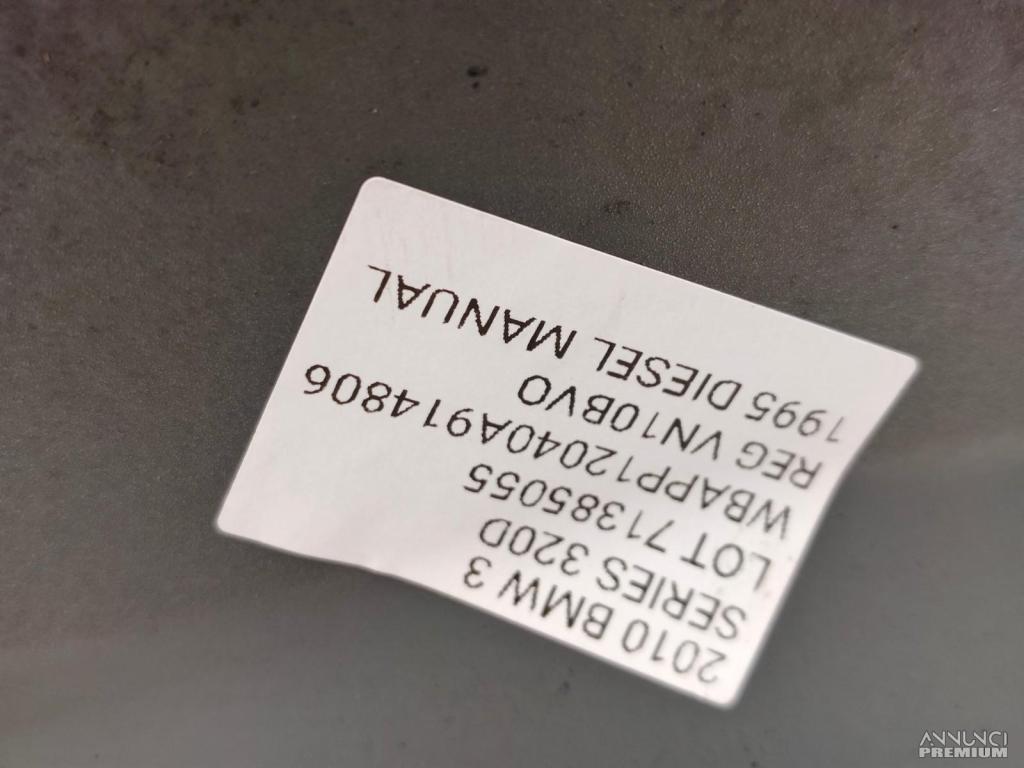 2010 BMW 3
SERIES 320D
LOT 71385055
WBAPP12040A914806
REG VN10BVO
1995 DIESEL MANUAL
ANNUNCI
PREMIUM